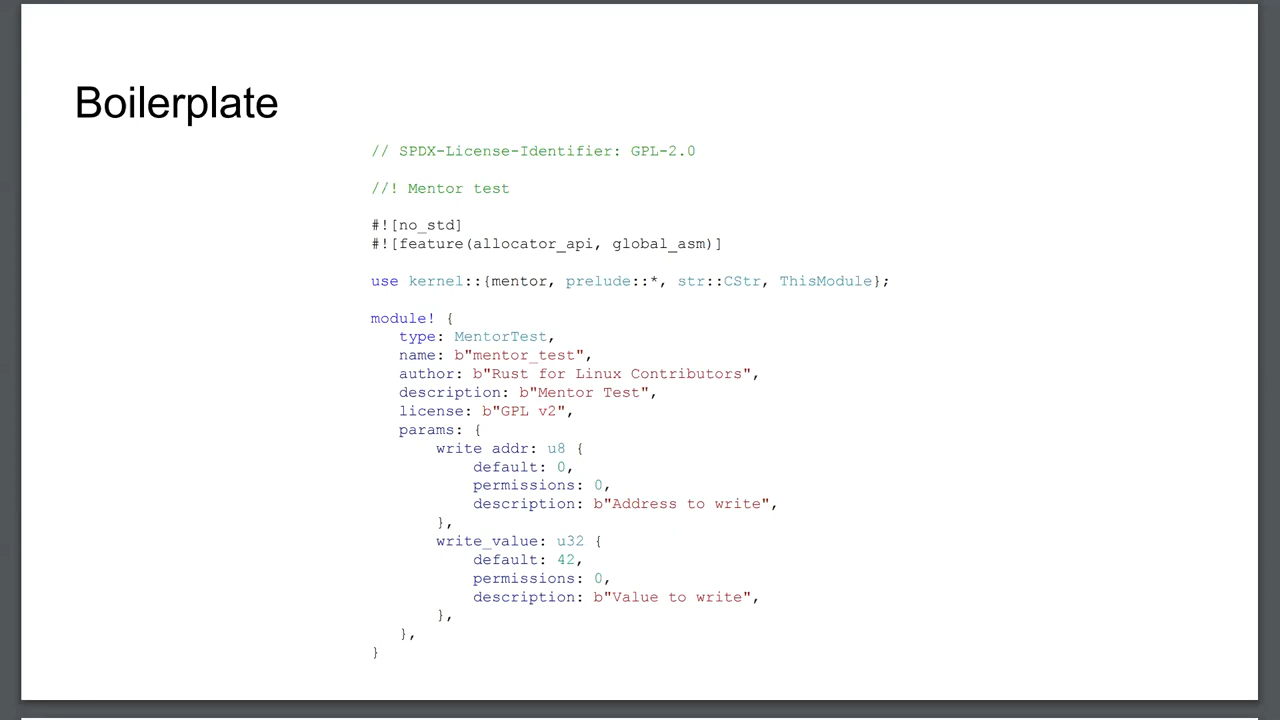 Boilerplate
// SPDX-License-Identifier: GPL-2.0
//! Mentor test
#![no_std]
#![feature(allocator_api, global_asm)]
use kernel::{mentor, prelude::*, str::CStr, ThisModule};
module! {
type: MentorTest,
name: b"mentor_test",
author: b"Rust for Linux Contributors",
description: b"Mentor Test",
license: b"GPL v2",
params: {
write_addr: u8 {
default: 0,
permissions: 0,
description: b"Address to write",
},
write_value: u32 {
default: 42,
permissions: 0,
description: b"Value to write",
},
},
}